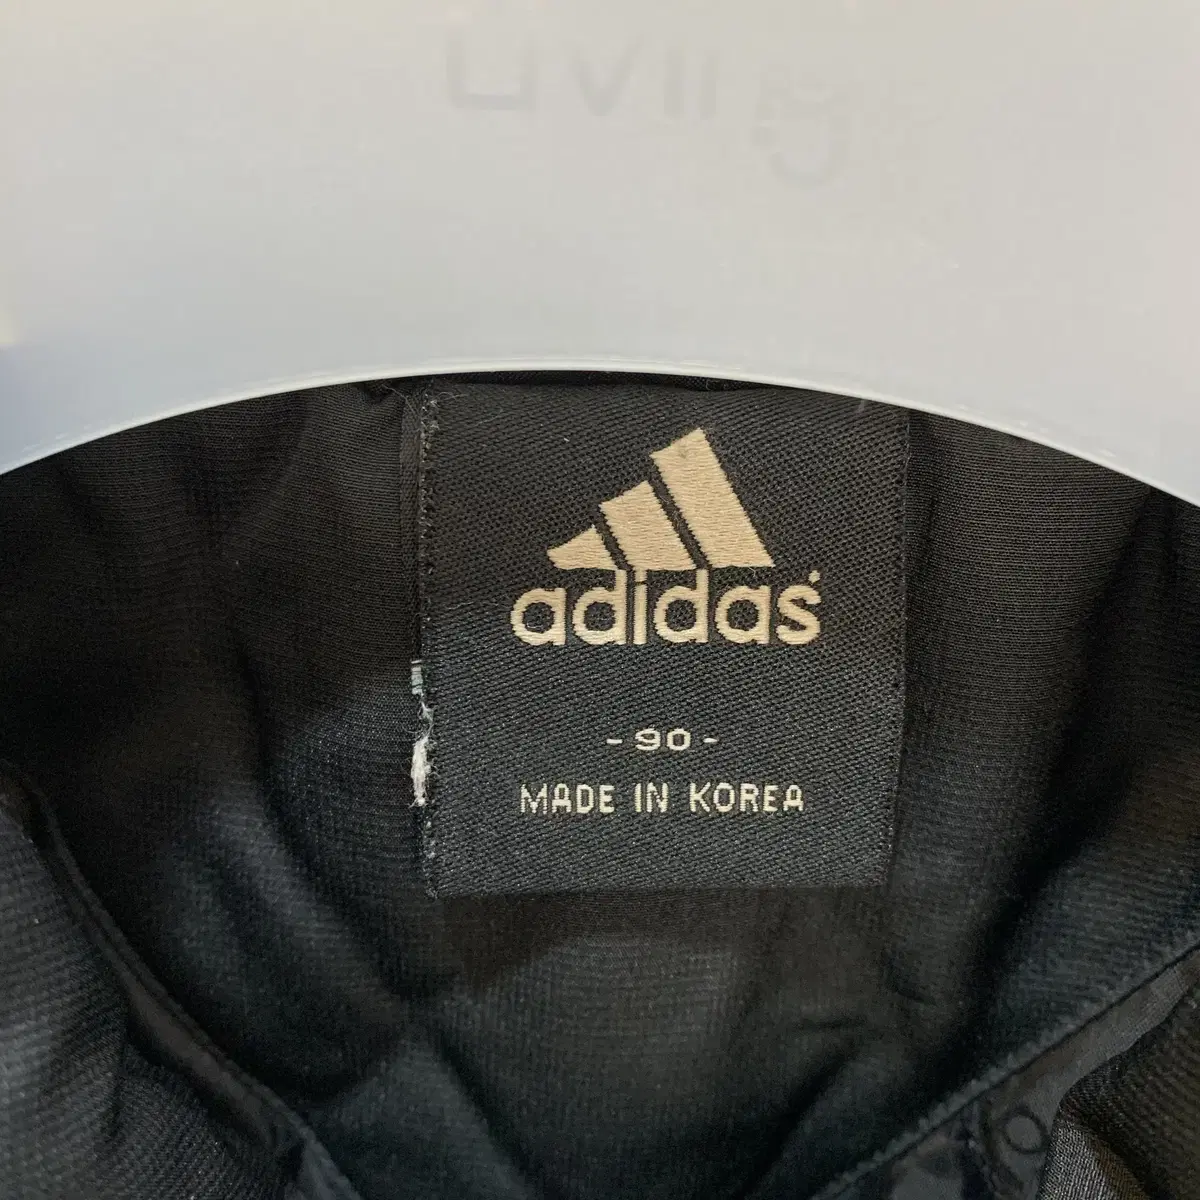 adidas
- 90 -
MADE IN KOREA